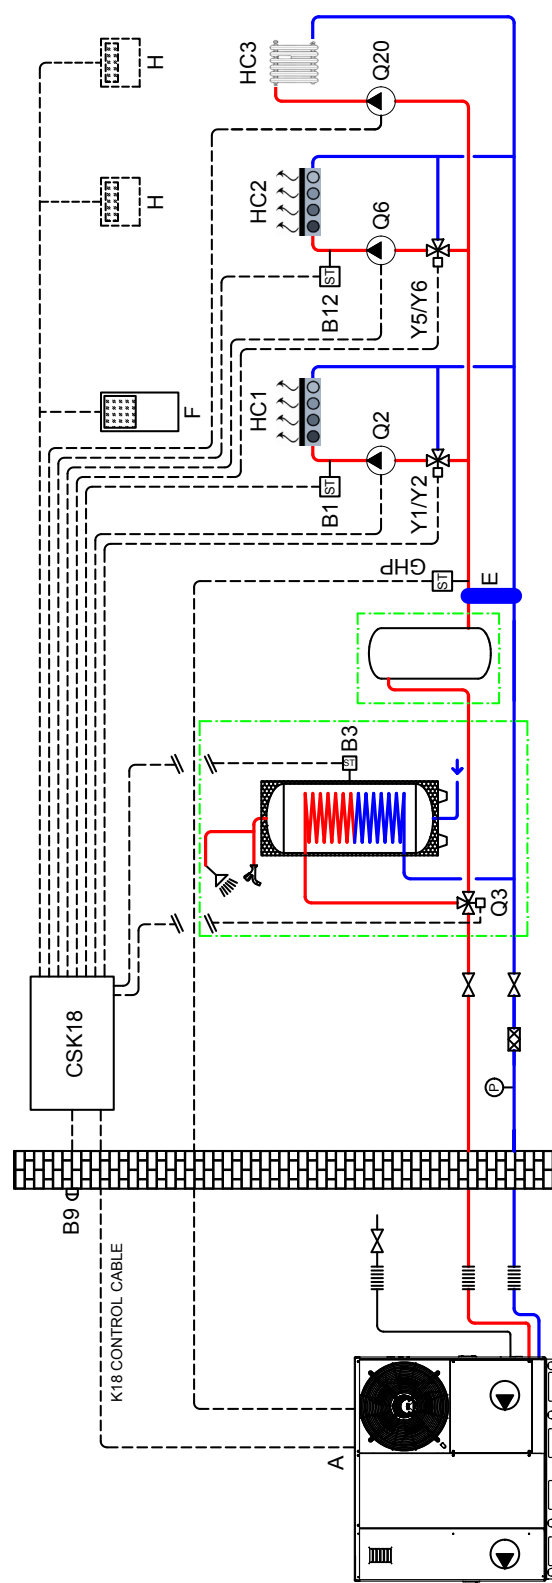 H
H
F
HC3
Q20
HC2
Q6
ST
B12
Y5/Y6
HC1
Q2
ST
B1
Y1/Y2
GHP
ST
E
B3
ST
Q3
CSK18
P
B9
K18 CONTROL CABLE
A